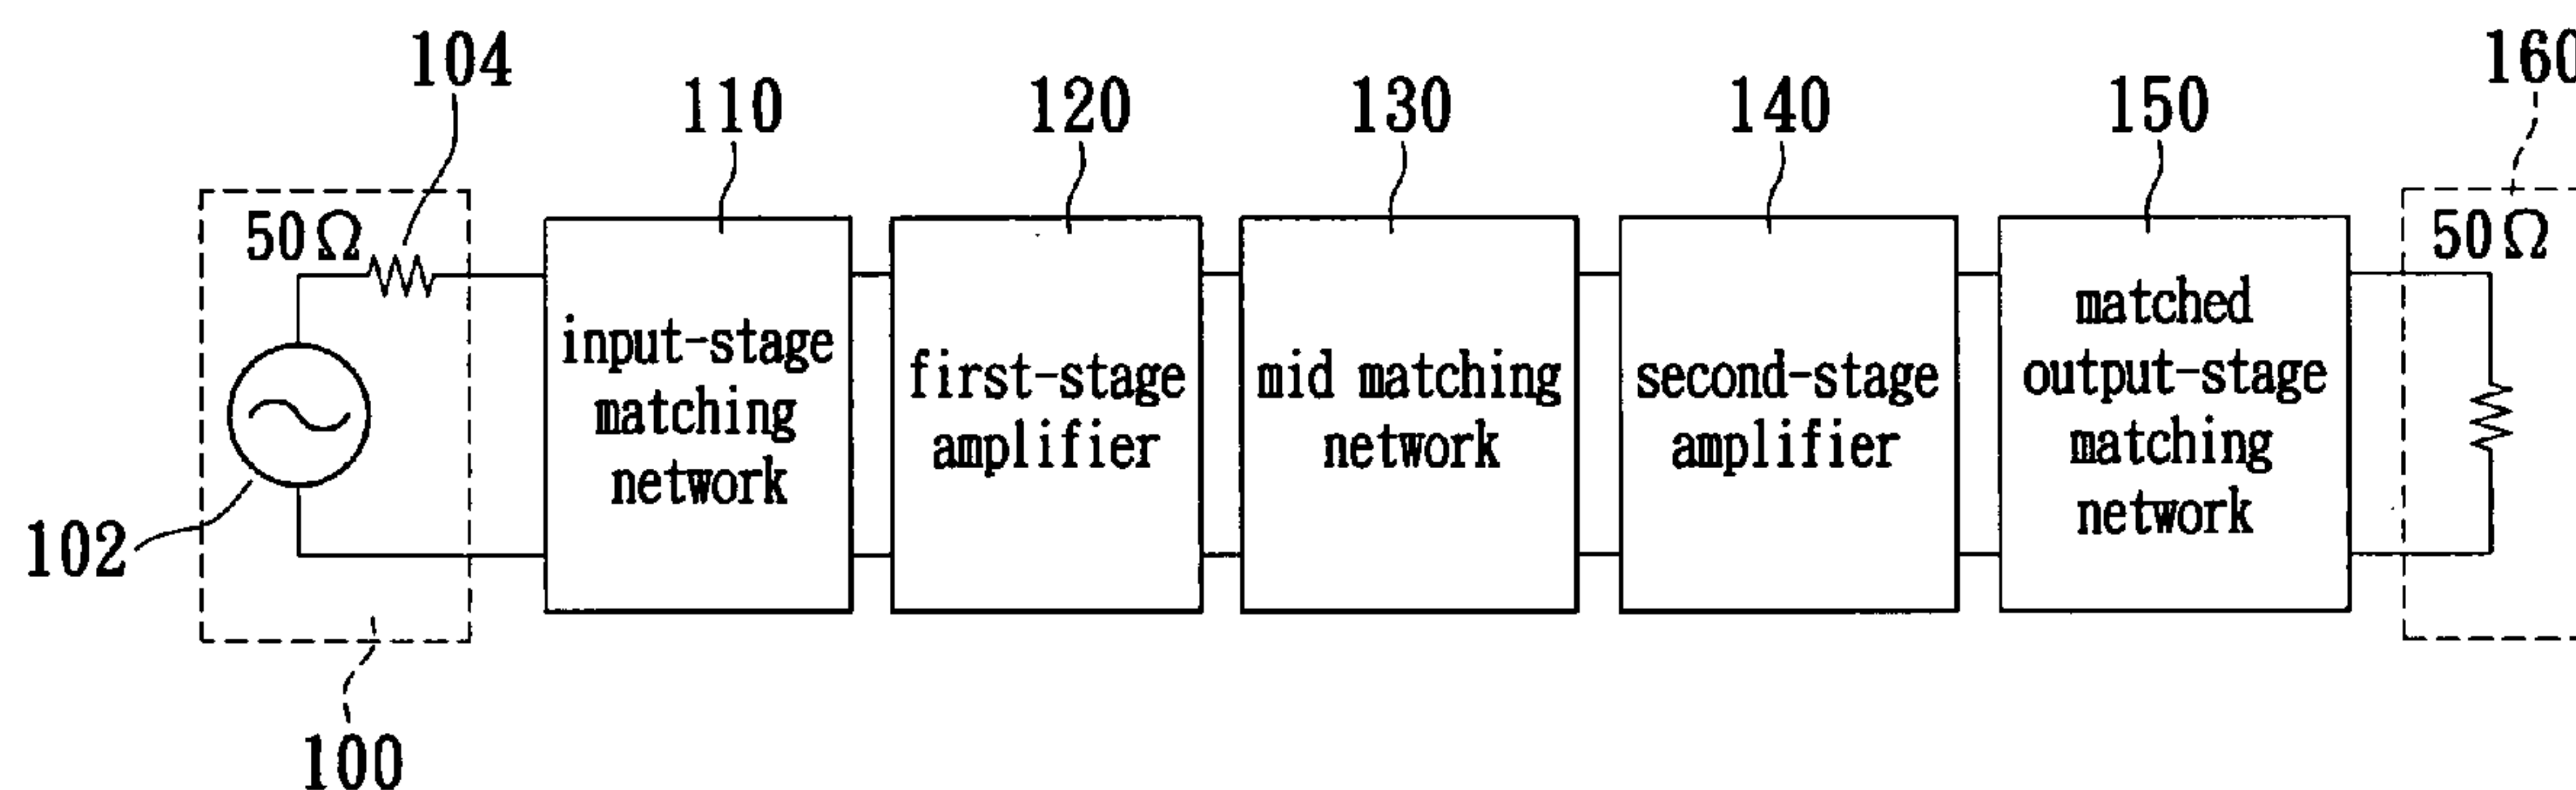 104
110
120
130
140
150
160
50Ω
50Ω
input-stage
matching
network
first-stage
amplifier
mid matching
network
second-stage
amplifier
matched
output-stage
matching
network
102
100